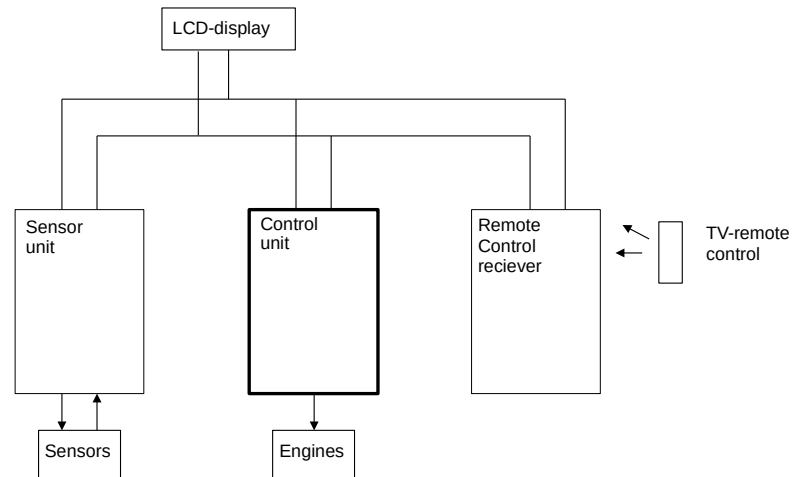 LCD-display
Sensor
unit
Control
unit
Remote
Control
reciever
TV-remote
control
Sensors
Engines